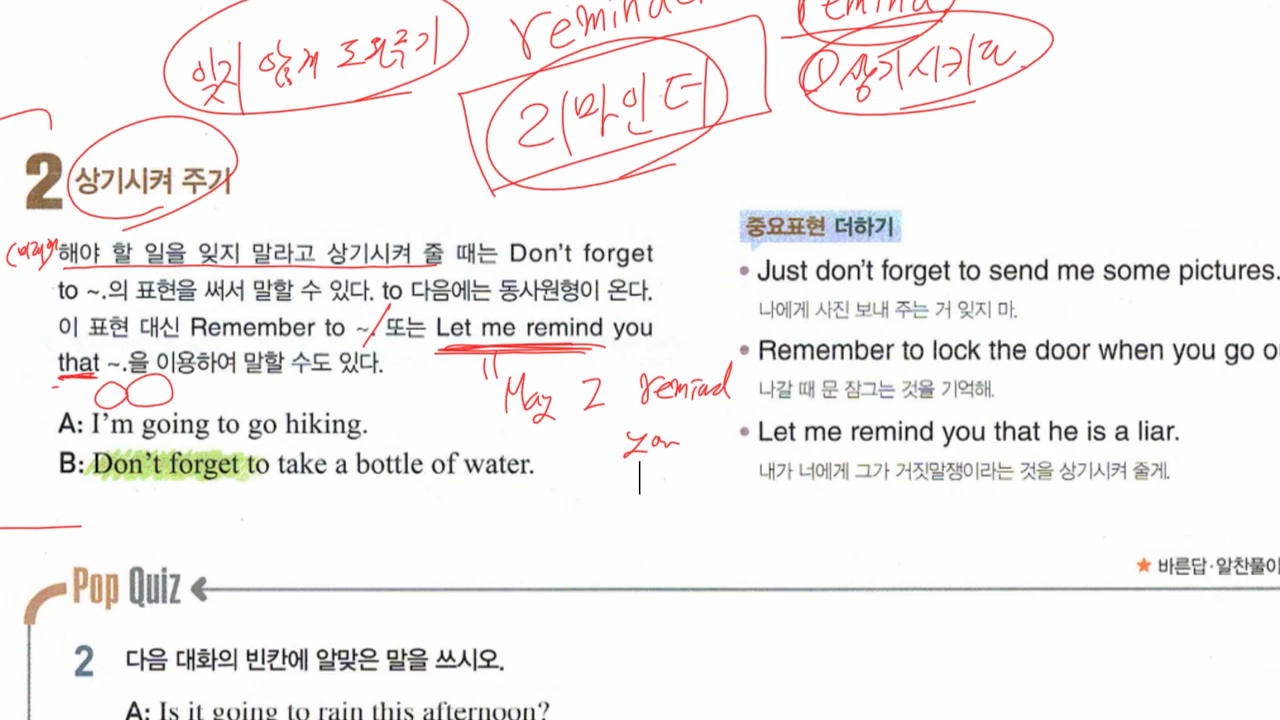 remind
잊지 않게 도와주기
리마인더
상기시키다.
2 상기시켜 주기
해야 할 일을 잊지 말라고 상기시켜 줄 때는 Don't forget
to ~.의 표현을 써서 말할 수 있다. to 다음에는 동사원형이 온다.
이 표현 대신 Remember to ~. 또는 Let me remind you
that ~.을 이용하여 말할 수도 있다.
May I remind
you
A: I'm going to go hiking.
B: Don't forget to take a bottle of water.
중요표현 더하기
• Just don't forget to send me some pictures.
나에게 사진 보내 주는 거 잊지 마.
• Remember to lock the door when you go
나갈 때 문 잠그는 것을 기억해.
• Let me remind you that he is a liar.
내가 너에게 그가 거짓말쟁이라는 것을 상기시켜 줄게.
★ 바른답·알찬풀이
Pop Quiz
2 다음 대화의 빈칸에 알맞은 말을 쓰시오.
A: Is it going to rain this afternoon?